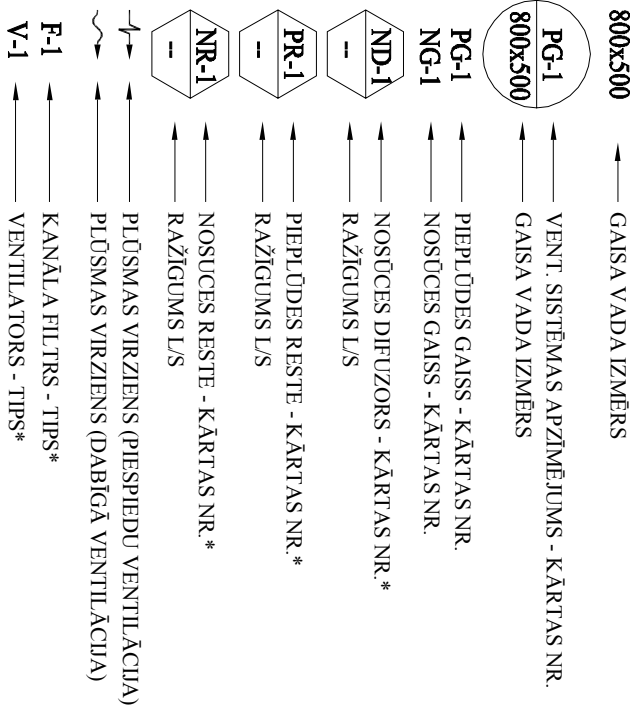 800x500 GAISA VADA IZMĒRS
PG-1 VENT. SISTĒMAS APZĪMĒJUMS - KĀRTAS NR.
800x500 GAISA VADA IZMĒRS
PG-1 PIEPLŪDES GAISS - KĀRTAS NR.
NG-1 NOSŪCES GAISS - KĀRTAS NR.
ND-1 NOSŪCES DIFUZORS - KĀRTAS NR.*
-- RAŽĪGUMS L/S
PR-1 PIEPLŪDES RESTE - KĀRTAS NR.*
-- RAŽĪGUMS L/S
NR-1 NOSUCES RESTE - KĀRTAS NR.*
-- RAŽĪGUMS L/S
PLŪSMAS VIRZIENS (PIESPIEDU VENTILĀCIJA)
PLŪSMAS VIRZIENS (DABĪGĀ VENTILĀCIJA)
F-1 KANĀLA FILTRS - TIPS*
V-1 VENTILATORS - TIPS*